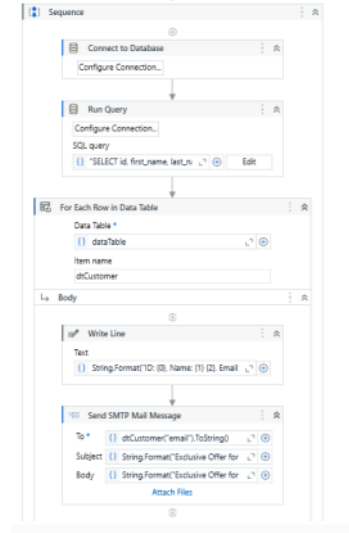 Sequence
Connect to Database
Configure Connection...
Run Query
Configure Connection...
SQL query
"SELECT id, first_name, last_n
Edit
For Each Row in Data Table
Data Table *
dataTable
Item name
dtCustomer
Body
Write Line
Text
String.Format("ID: {0}, Name: {1} {2}, Email
Send SMTP Mail Message
To * dtCustomer("email").ToString()
Subject String.Format("Exclusive Offer for
Body String.Format("Exclusive Offer for
Attach Files